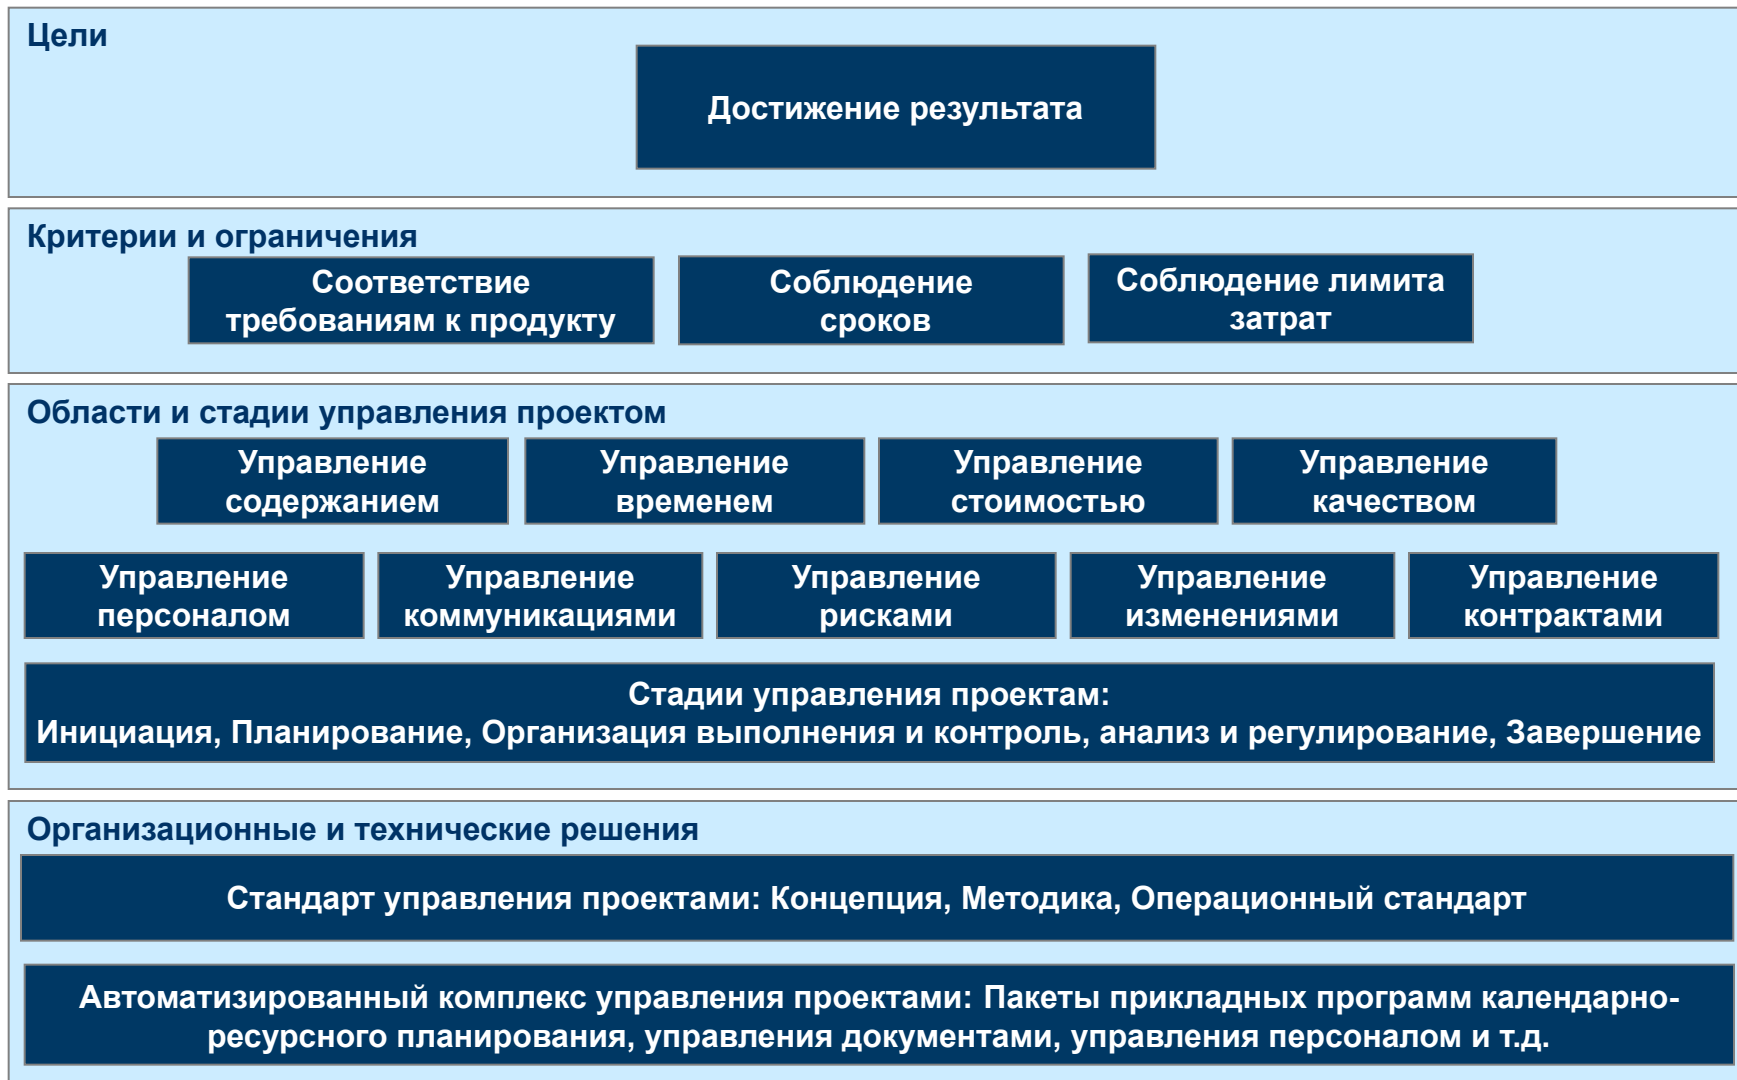 Цели
Достижение результата
Критерии и ограничения
Соответствие
требованиям к продукту
Соблюдение
сроков
Соблюдение лимита
затрат
Области и стадии управления проектом
Управление
содержанием
Управление
временем
Управление
стоимостью
Управление
качеством
Управление
персоналом
Управление
коммуникациями
Управление
рисками
Управление
изменениями
Управление
контрактами
Стадии управления проектам:
Инициация, Планирование, Организация выполнения и контроль, анализ и регулирование, Завершение
Организационные и технические решения
Стандарт управления проектами: Концепция, Методика, Операционный стандарт
Автоматизированный комплекс управления проектами: Пакеты прикладных программ календарно-
ресурсного планирования, управления документами, управления персоналом и т.д.